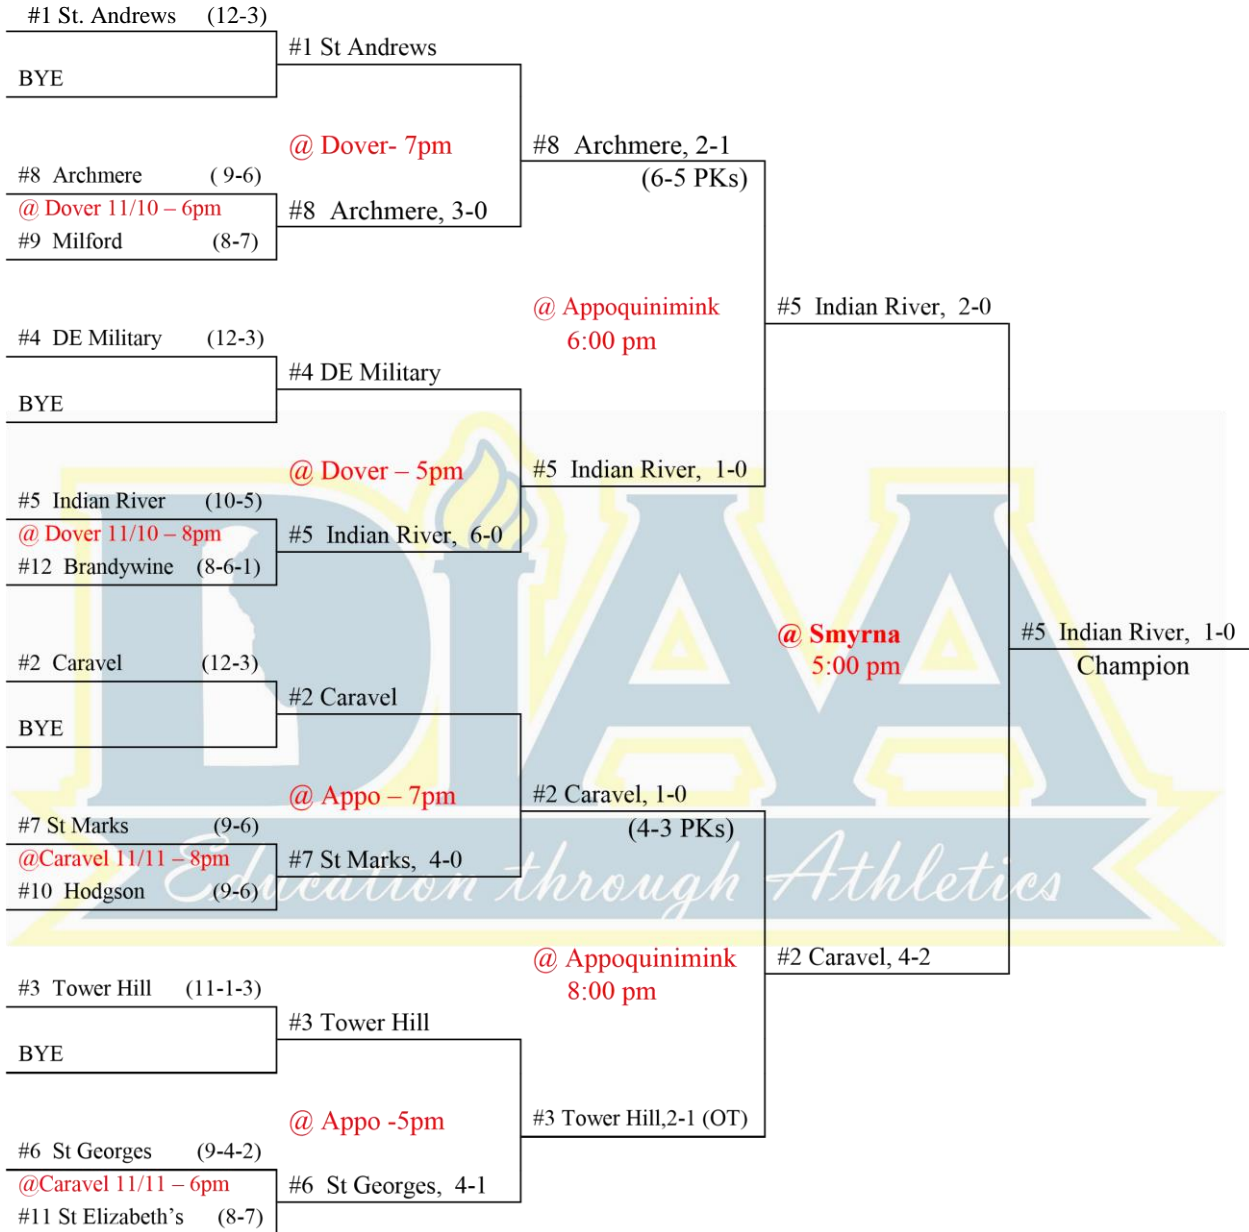 #1 St. Andrews (12-3)
#1 St Andrews
BYE
@ Dover- 7pm
#8 Archmere, 2-1
(6-5 PKs)
#8 Archmere ( 9-6)
@ Dover 11/10 – 6pm
#8 Archmere, 3-0
#9 Milford (8-7)
@ Appoquinimink
6:00 pm
#5 Indian River, 2-0
#4 DE Military (12-3)
#4 DE Military
BYE
@ Dover – 5pm
#5 Indian River, 1-0
#5 Indian River (10-5)
@ Dover 11/10 – 8pm
#5 Indian River, 6-0
#12 Brandywine (8-6-1)
DIAA
@ Smyrna
5:00 pm
#5 Indian River, 1-0
Champion
#2 Caravel (12-3)
#2 Caravel
BYE
@ Appo – 7pm
#2 Caravel, 1-0
(4-3 PKs)
#7 St Marks (9-6)
@Caravel 11/11 – 8pm
#7 St Marks, 4-0
#10 Hodgson (9-6)
Education through Athletics
@ Appoquinimink
8:00 pm
#2 Caravel, 4-2
#3 Tower Hill (11-1-3)
#3 Tower Hill
BYE
@ Appo -5pm
#3 Tower Hill,2-1 (OT)
#6 St Georges (9-4-2)
@Caravel 11/11 – 6pm
#6 St Georges, 4-1
#11 St Elizabeth's (8-7)